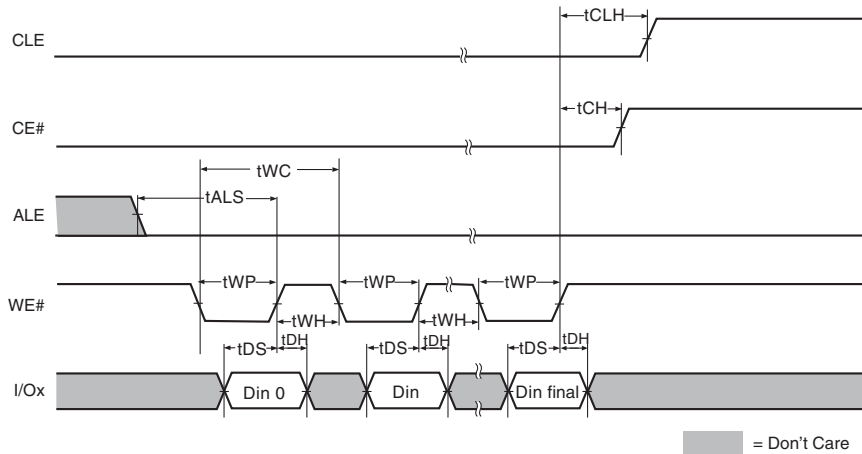 tCLH
CLE
tCH
CE#
tWC
tALS
ALE
tWP tWP tWP
WE#
tWH tWH
tDS tDH tDS tDH tDS tDH
I/Ox Din 0 Din Din final
= Don't Care